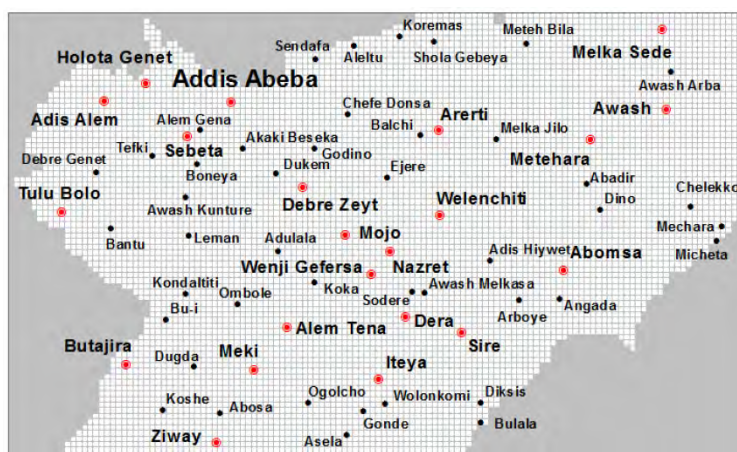 Koremas
Meteh Bila
Sendafa
Aleltu
Shola Gebeya
Melka Sede
Holota Genet
Addis Abeba
Awash Arba
Adis Alem
Alem Gena
Chefe Donsa
Arerti
Awash
Balchi
Melka Jilo
Tefki
Sebeta
Akaki Beseka
Godino
Metehara
Debre Genet
Boneya
Dukem
Ejere
Abadir
Tulu Bolo
Debre Zeyt
Welenchiti
Dino
Chelekko
Awash Kunture
Mechara
Bantu
Leman
Adulala
Mojo
Adis Hiywet
Abomsa
Micheta
Wenji Gefersa
Nazret
Kondaltiti
Ombole
Koka
Sodere
Awash Melkasa
Bu-i
Arboye
Angada
Alem Tena
Dera
Sire
Butajira
Dugda
Meki
Iteya
Koshe
Abosa
Ogolcho
Wolonkomi
Diksis
Gonde
Bulala
Ziway
Asela